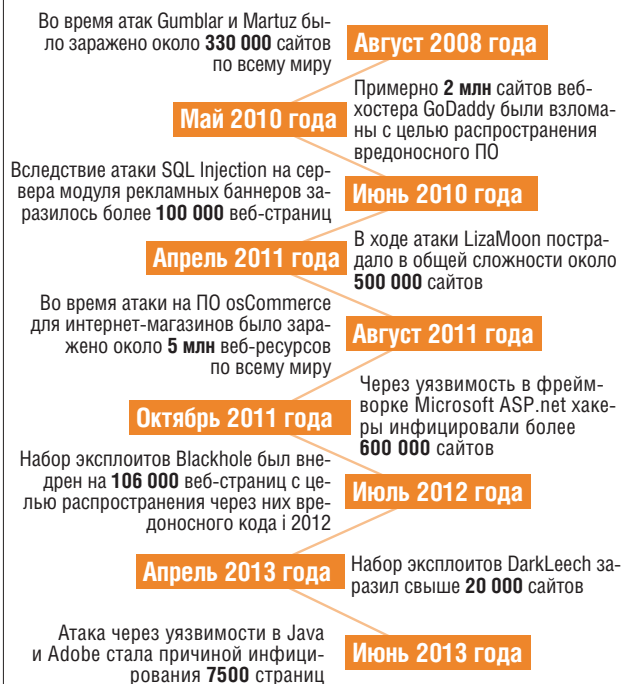 Во время атак Gumblar и Martuz бы-
ло заражено около 330 000 сайтов
по всему миру
Август 2008 года
Примерно 2 млн сайтов веб-
хостера GoDaddy были взлома-
ны с целью распространения
вредоносного ПО
Май 2010 года
Вследствие атаки SQL Injection на сер-
вера модуля рекламных баннеров за-
разилось более 100 000 веб-страниц
Июнь 2010 года
В ходе атаки LizaMoon постра-
дало в общей сложности около
500 000 сайтов
Апрель 2011 года
Во время атаки на ПО osCommerce
для интернет-магазинов было зара-
жено около 5 млн веб-ресурсов
по всему миру
Август 2011 года
Через уязвимость в фрейм-
ворке Microsoft ASP.net хаке-
ры инфицировали более
600 000 сайтов
Октябрь 2011 года
Набор эксплоитов Blackhole был вне-
дрен на 106 000 веб-страниц с це-
лью распространения через них вре-
доносного кода i 2012
Июль 2012 года
Набор эксплоитов DarkLeech за-
разил свыше 20 000 сайтов
Апрель 2013 года
Атака через уязвимости в Java
и Adobe стала причиной инфици-
рования 7500 страниц
Июнь 2013 года